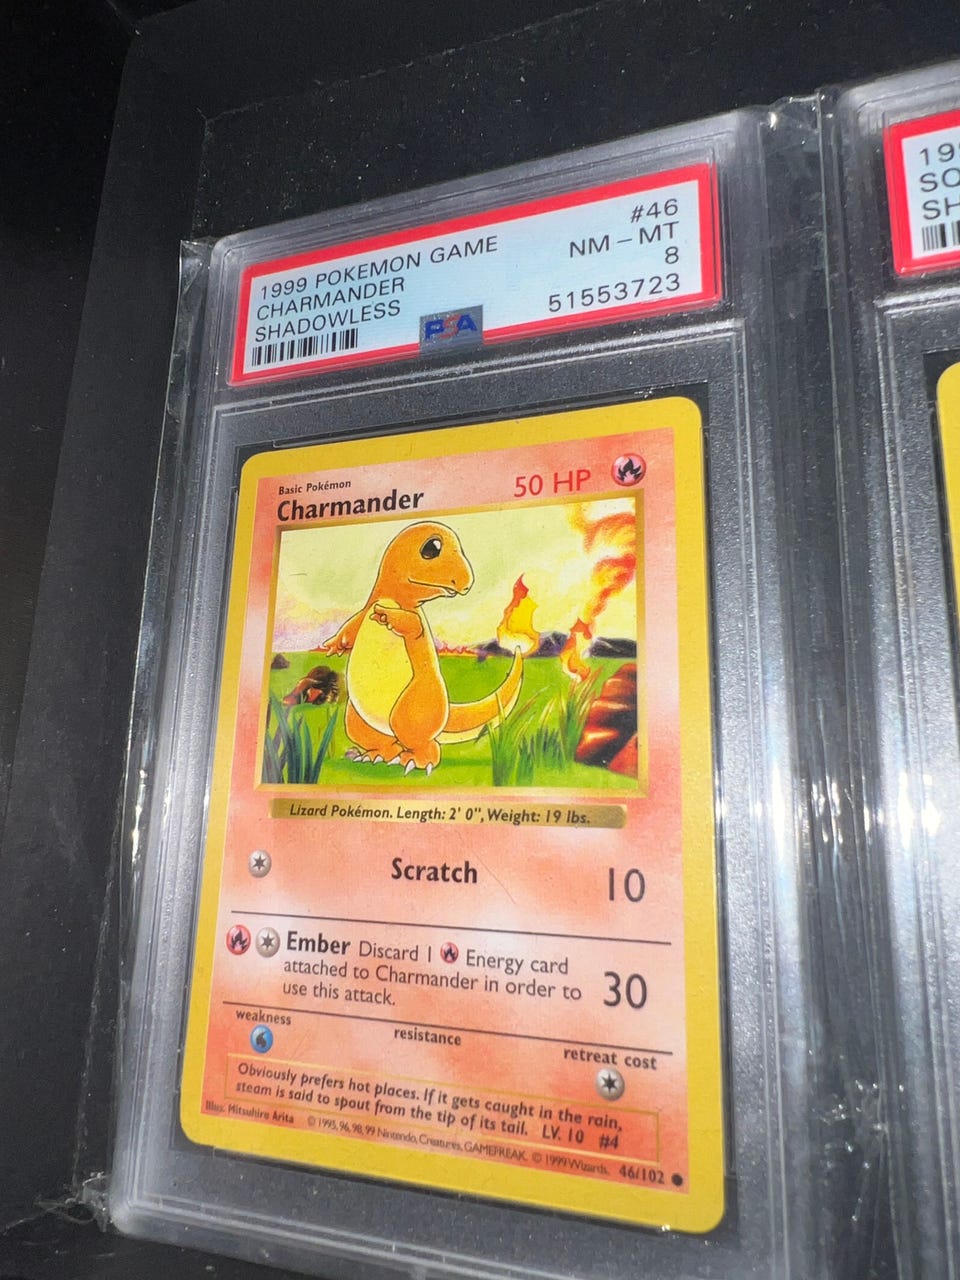 1999 POKEMON GAME #46
CHARMANDER NM - MT
SHADOWLESS 8
PSA 51553723
19
SO
SH
Basic Pokémon
Charmander 50 HP
Lizard Pokémon. Length: 2' 0", Weight: 19 lbs.
Scratch 10
Ember Discard 1 Energy card
attached to Charmander in order to
use this attack. 30
weakness
resistance
retreat cost
Obviously prefers hot places. If it gets caught in the rain,
steam is said to spout from the tip of its tail. LV. 10 #4
Illus. Mitsuhiro Arita © 1995, 96, 98, 99 Nintendo, Creatures, GAMEFREAK. © 1999 Wizards. 46/102